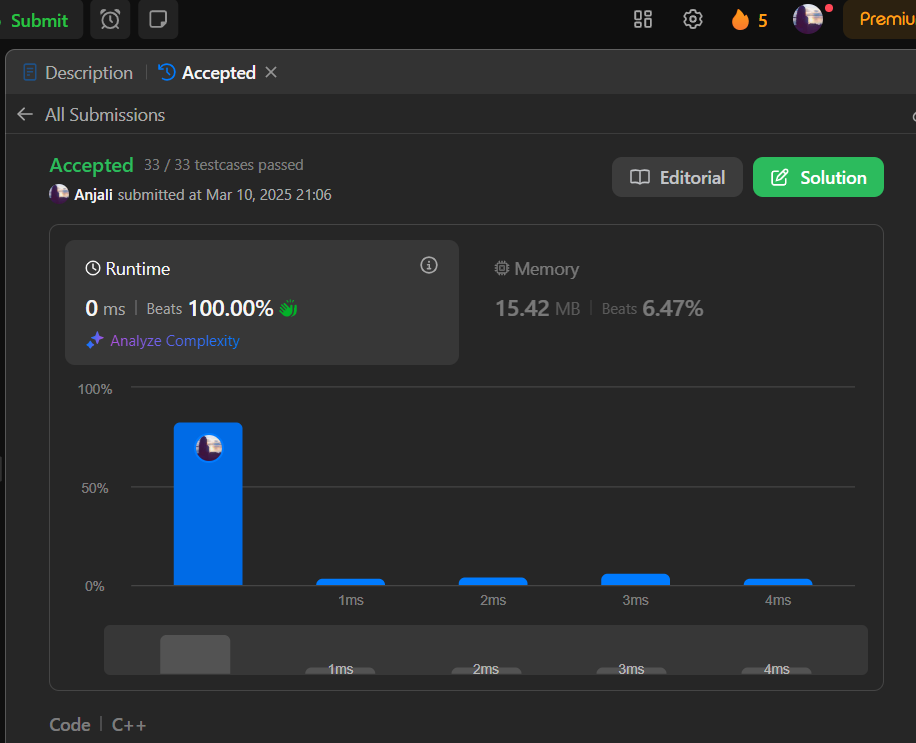 Submit 5 Premiu
Description Accepted
All Submissions
Accepted 33 / 33 testcases passed
Anjali submitted at Mar 10, 2025 21:06
Editorial Solution
Runtime
0 ms Beats 100.00%
Analyze Complexity
Memory
15.42 MB Beats 6.47%
100%
50%
0%
1ms 2ms 3ms 4ms
1ms 2ms 3ms 4ms
Code C++